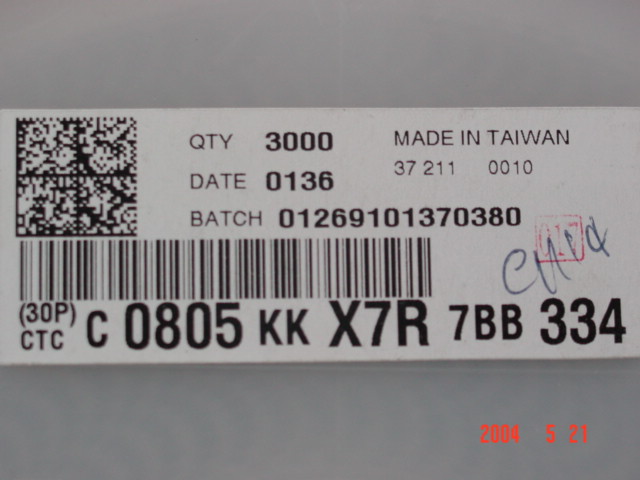 QTY 3000 MADE IN TAIWAN
37 211 0010
DATE 0136
BATCH 01269101370380
(30P)
CTC C 0805 KK X7R 7BB 334
2004 5 21